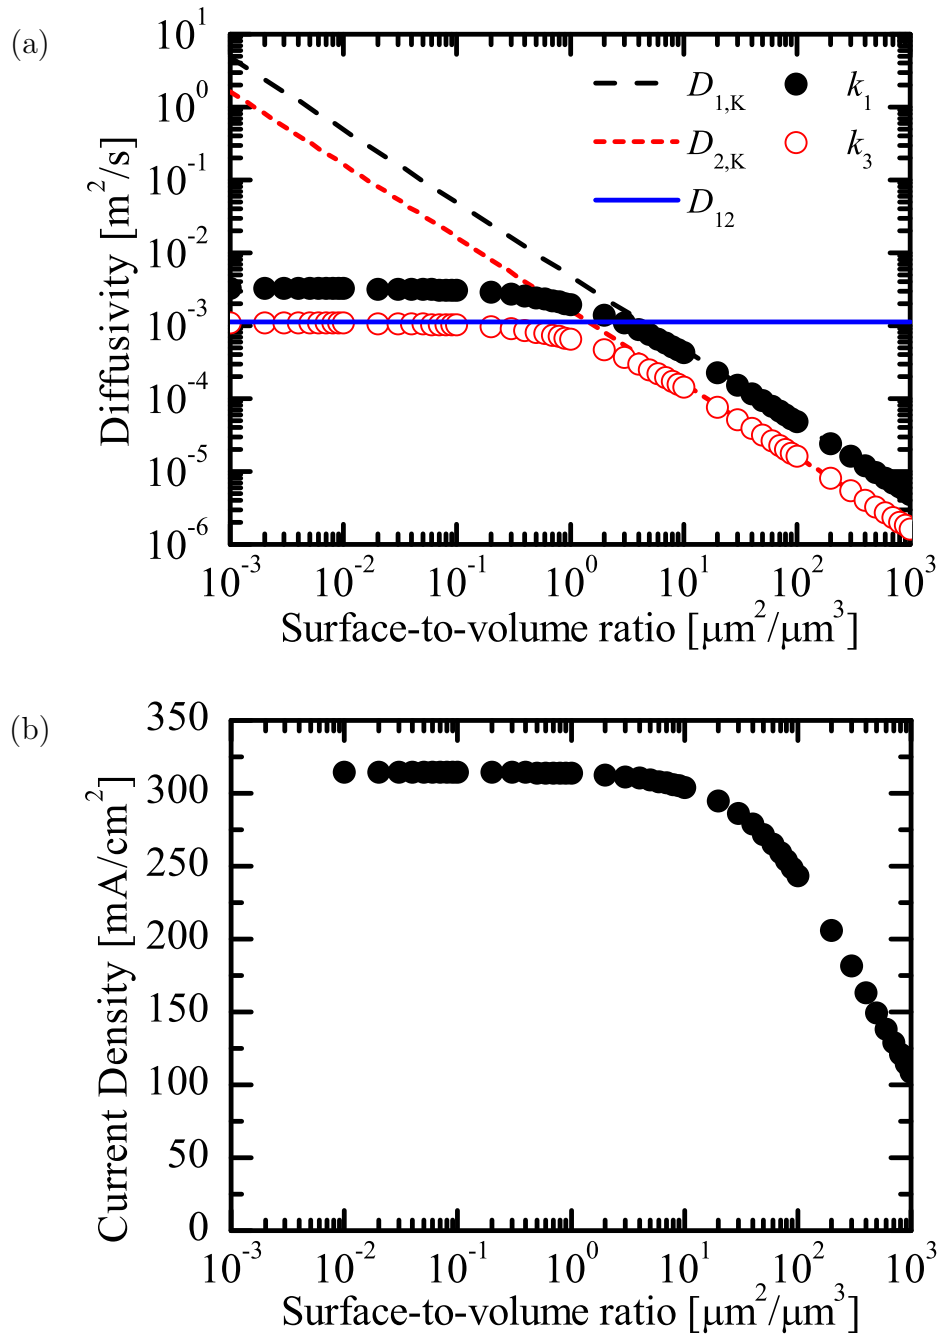 (a)
10^1
10^0
10^-1
10^-2
10^-3
10^-4
10^-5
10^-6
Diffusivity [m^2/s]
D_1,K k_1
D_2,K k_3
D_12
10^-3 10^-2 10^-1 10^0 10^1 10^2 10^3
Surface-to-volume ratio [μm^2/μm^3]
(b)
350
300
250
200
150
100
50
0
Current Density [mA/cm^2]
10^-3 10^-2 10^-1 10^0 10^1 10^2 10^3
Surface-to-volume ratio [μm^2/μm^3]